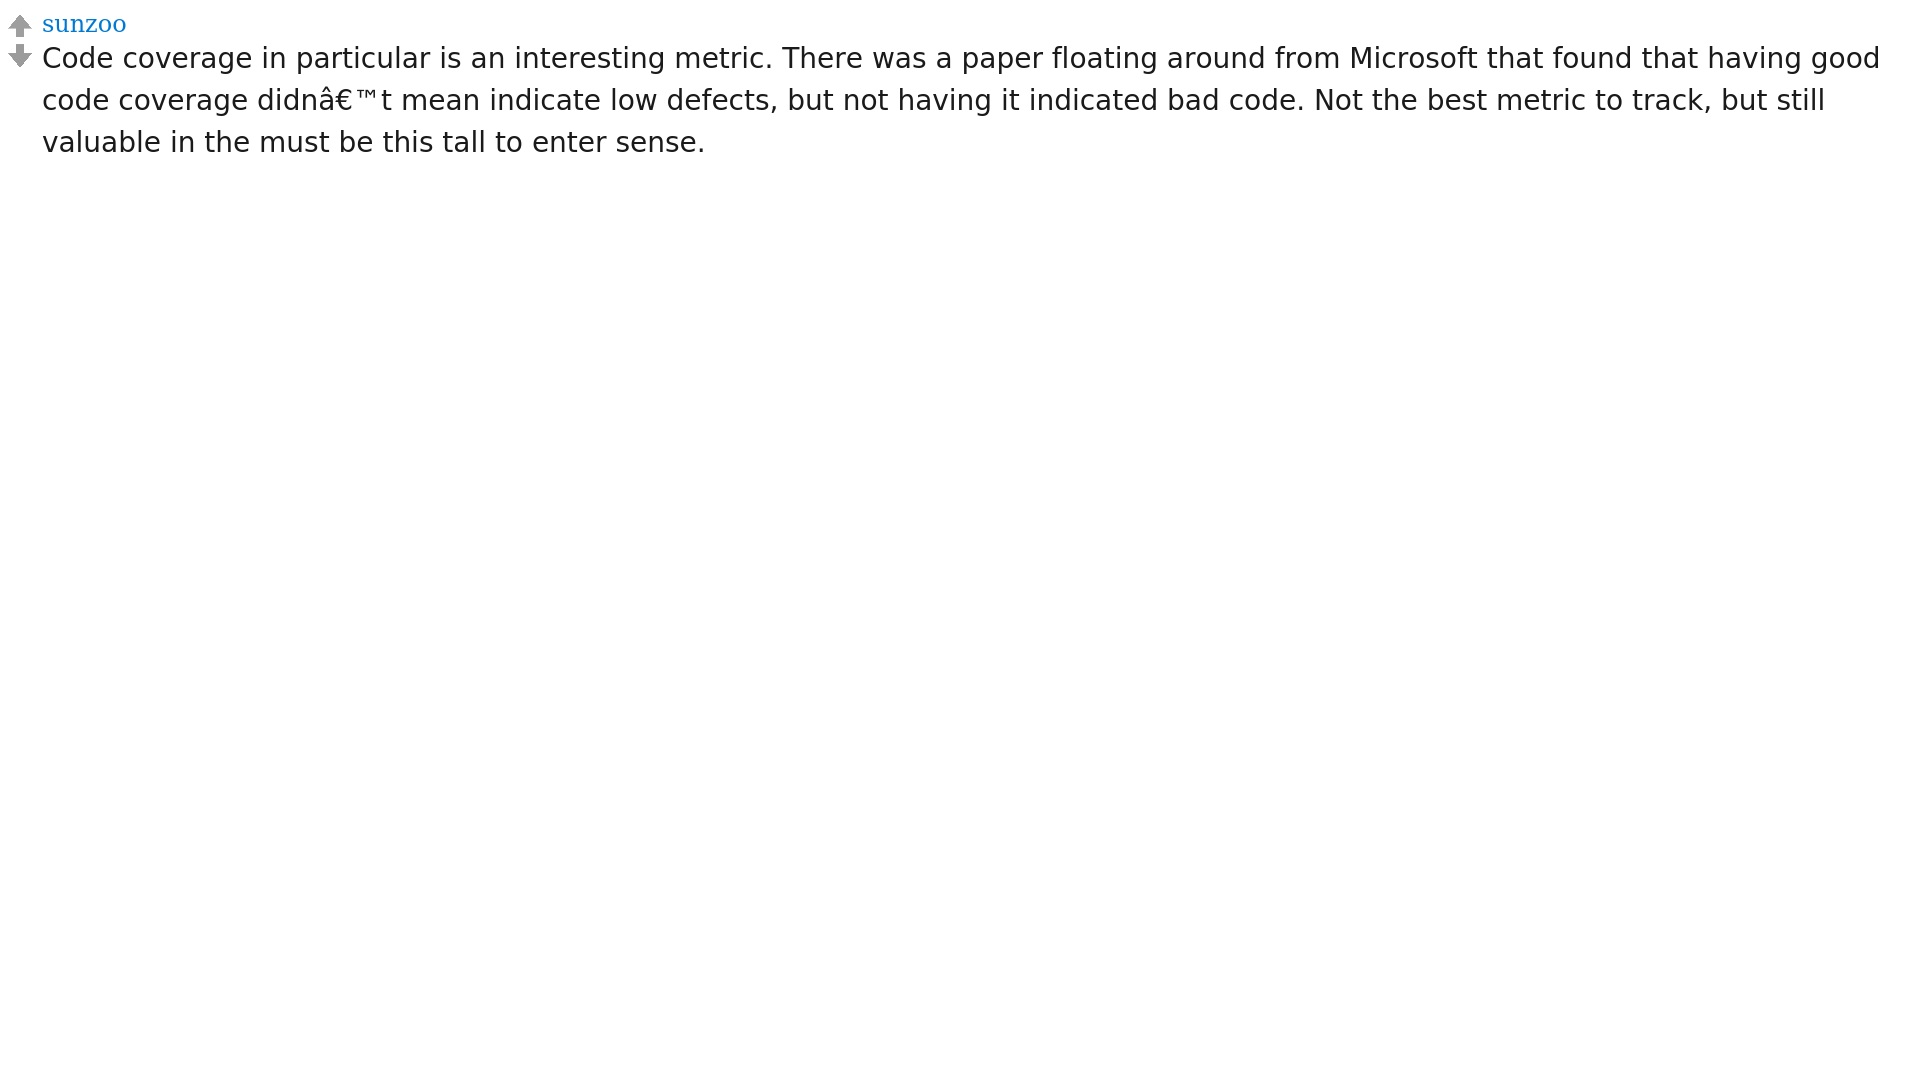 sunzoo
Code coverage in particular is an interesting metric. There was a paper floating around from Microsoft that found that having good
code coverage didnâ€™t mean indicate low defects, but not having it indicated bad code. Not the best metric to track, but still
valuable in the must be this tall to enter sense.